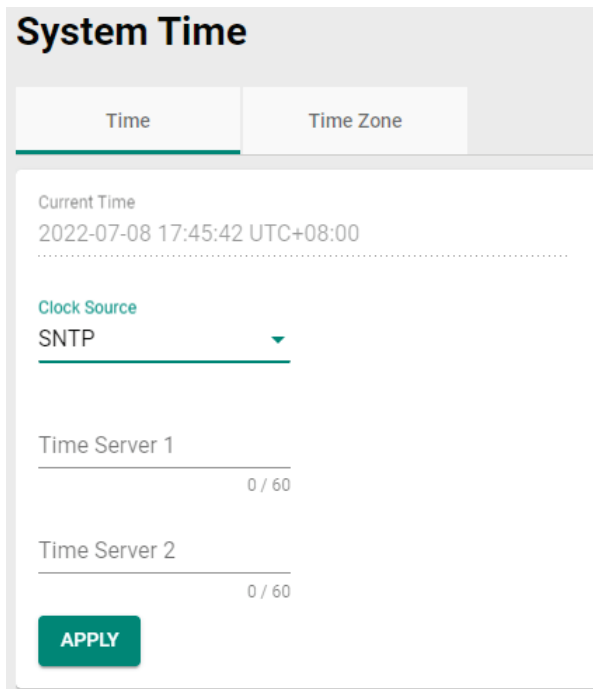 System Time
Time Time Zone
Current Time
2022-07-08 17:45:42 UTC+08:00
Clock Source
SNTP
Time Server 1
0 / 60
Time Server 2
0 / 60
APPLY